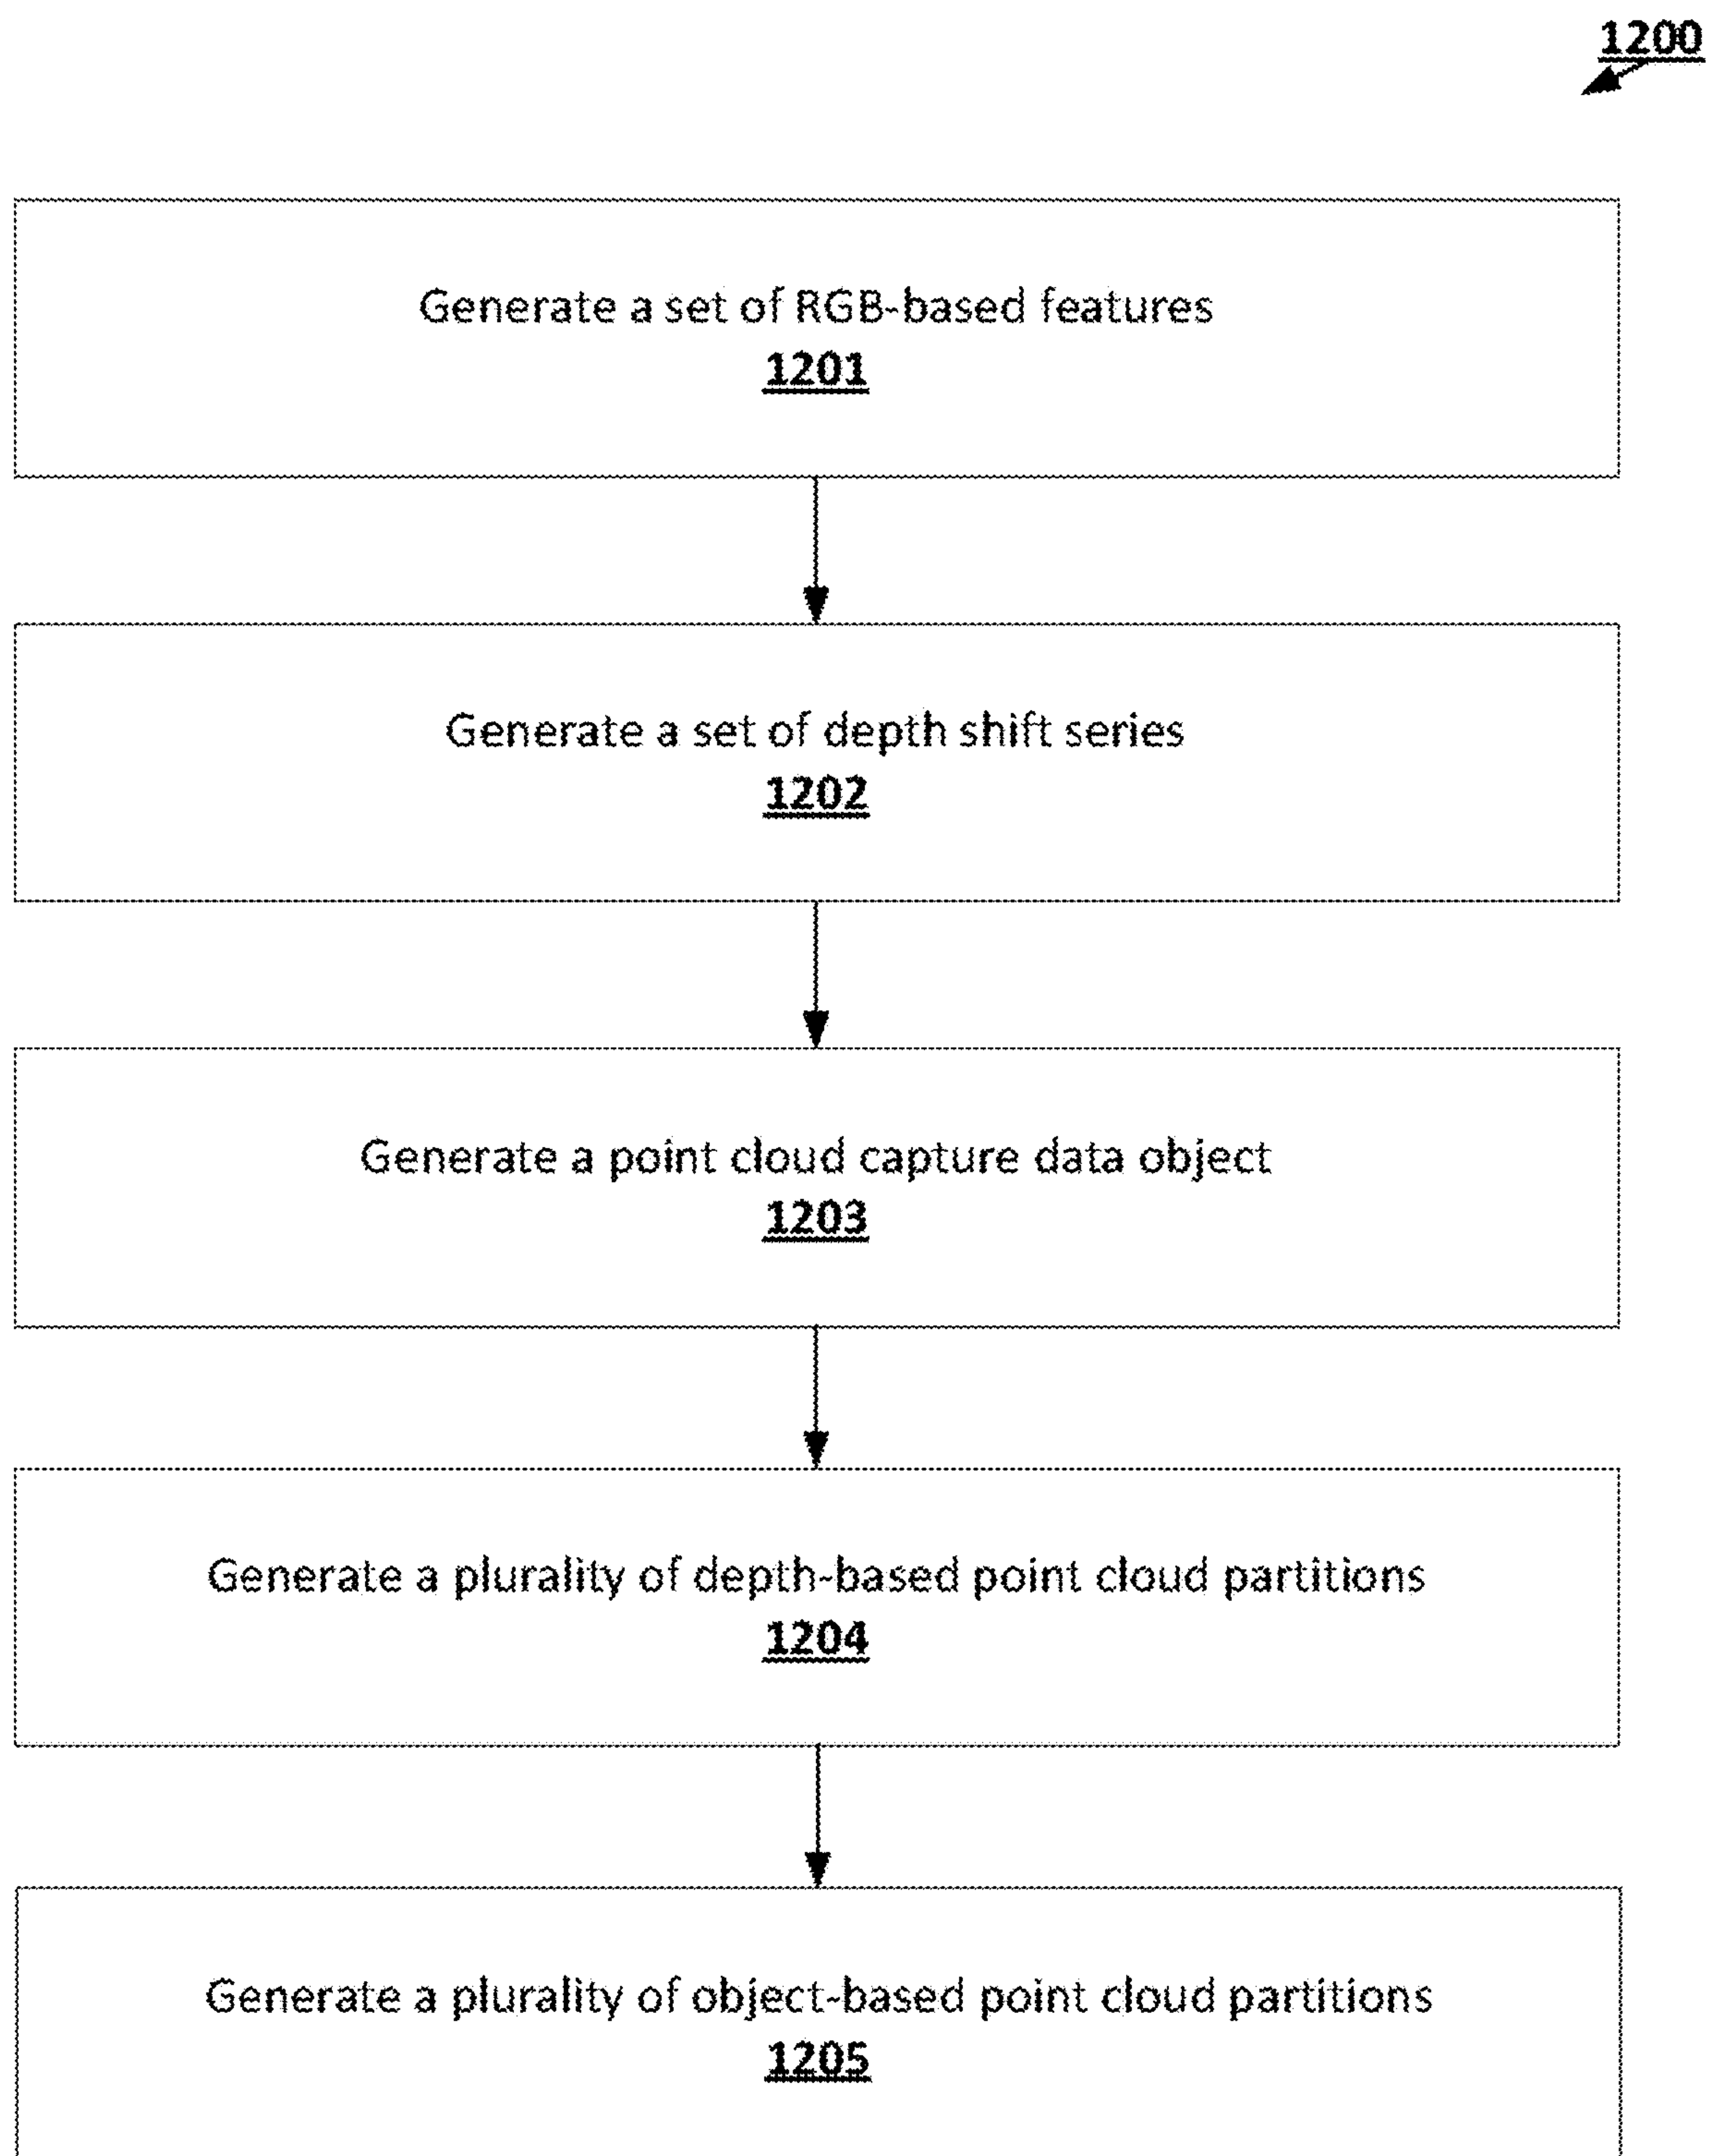 1200
Generate a set of RGB-based features
1201
Generate a set of depth shift series
1202
Generate a point cloud capture data object
1203
Generate a plurality of depth-based point cloud partitions
1204
Generate a plurality of object-based point cloud partitions
1205